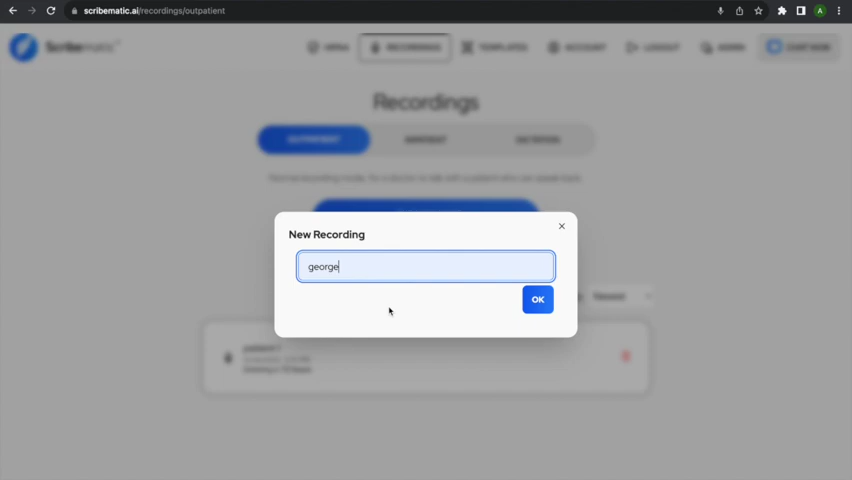 scribematic.ai/recordings/outpatient
A
Scribematic
RECORDINGS
TEMPLATES
ACCOUNT
LOGOUT
ADMIN
CHAT NOW
Recordings
OUTPATIENT
INPATIENT
DICTATION
New Recording
george
OK
Newest